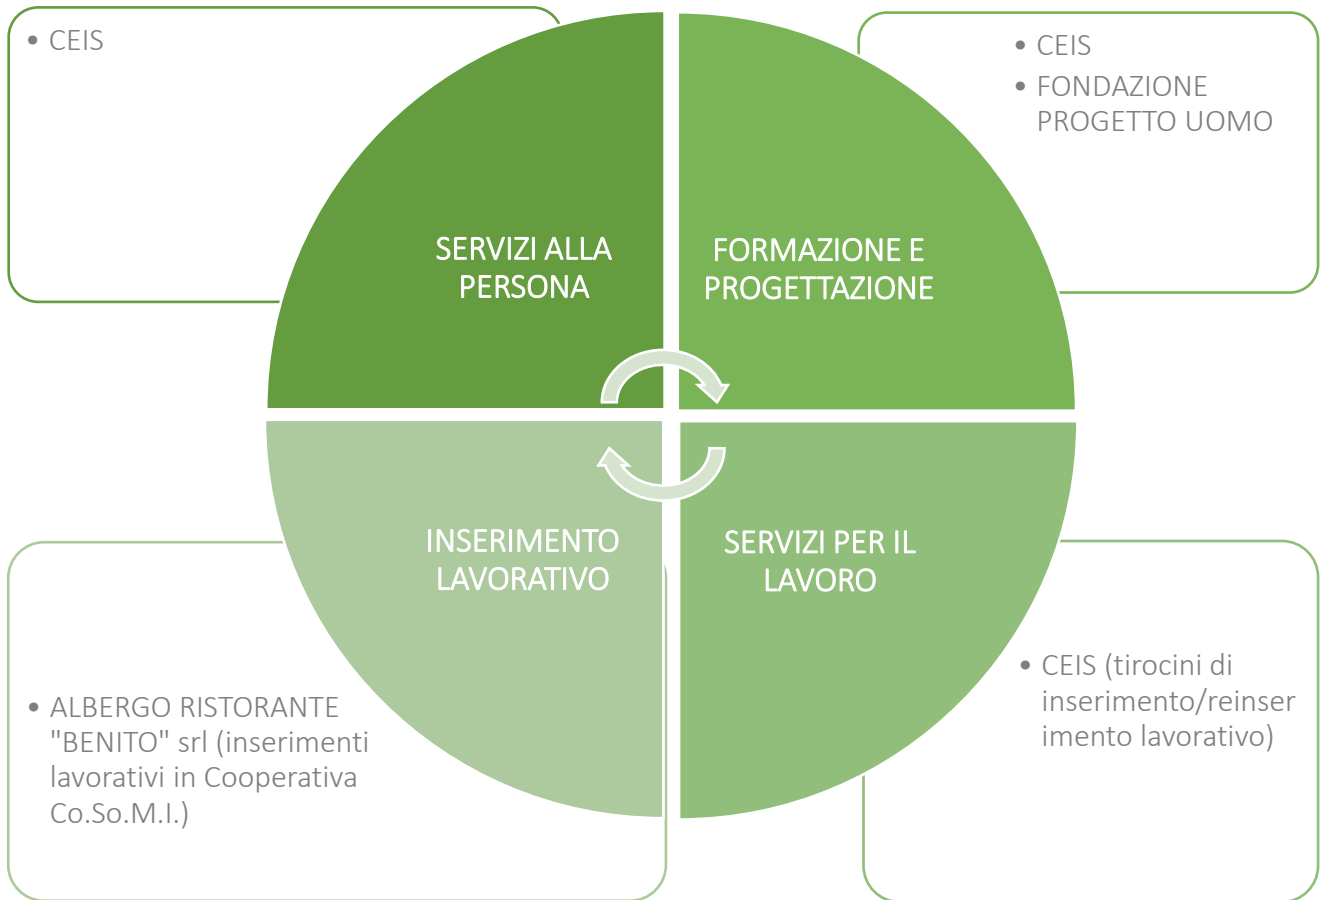 • CEIS
• CEIS
• FONDAZIONE
PROGETTO UOMO
SERVIZI ALLA
PERSONA
FORMAZIONE E
PROGETTAZIONE
INSERIMENTO
LAVORATIVO
SERVIZI PER IL
LAVORO
• ALBERGO RISTORANTE
"BENITO" srl (inserimenti
lavorativi in Cooperativa
Co.So.M.I.)
• CEIS (tirocini di
inserimento/reinser
imento lavorativo)